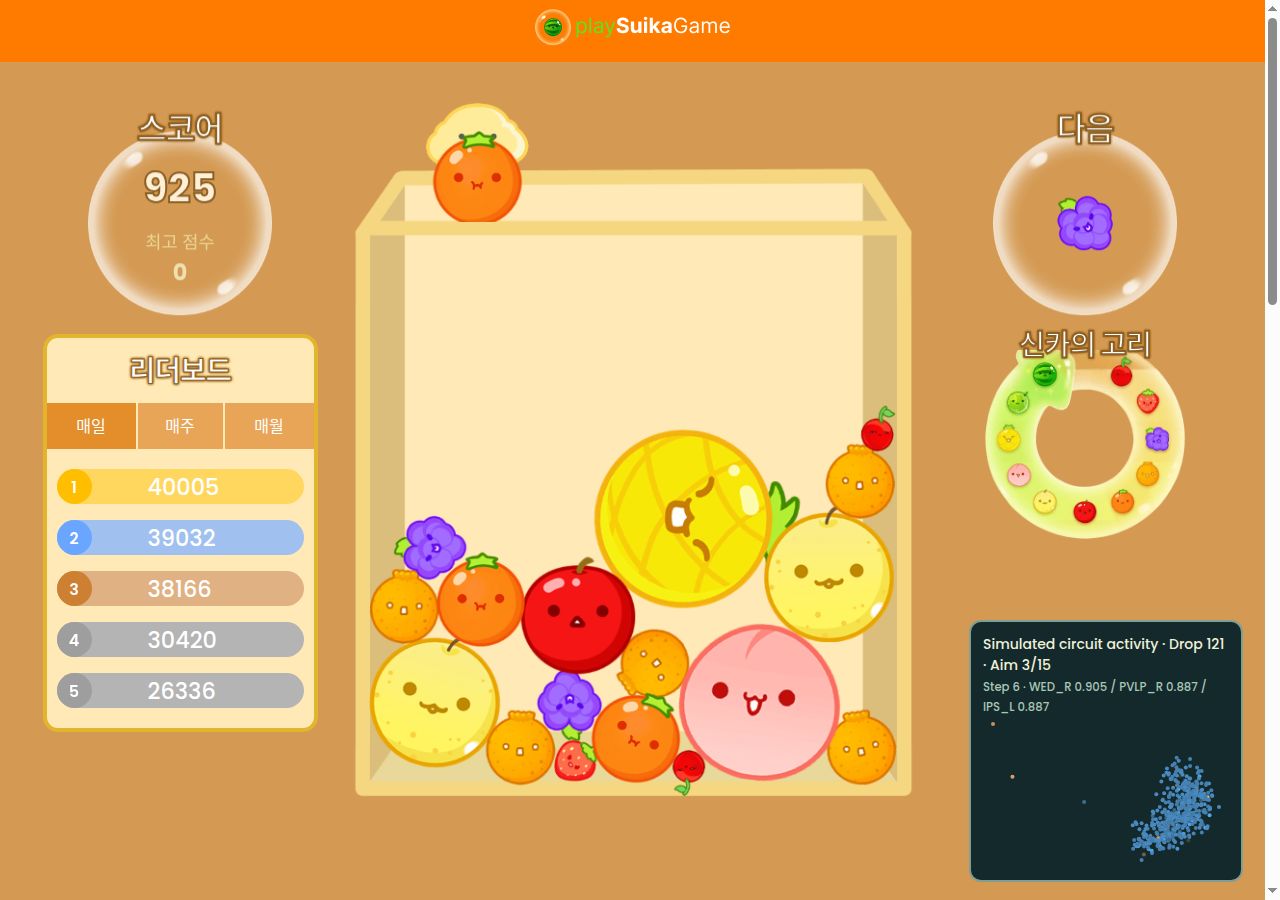 playSuikaGame
스코어
925
최고 점수
0
다음
신카의 고리
리더보드
매일 매주 매월
1 40005
2 39032
3 38166
4 30420
5 26336
Simulated circuit activity · Drop 121
· Aim 3/15
Step 6 · WED_R 0.905 / PVLP_R 0.887 /
IPS_L 0.887